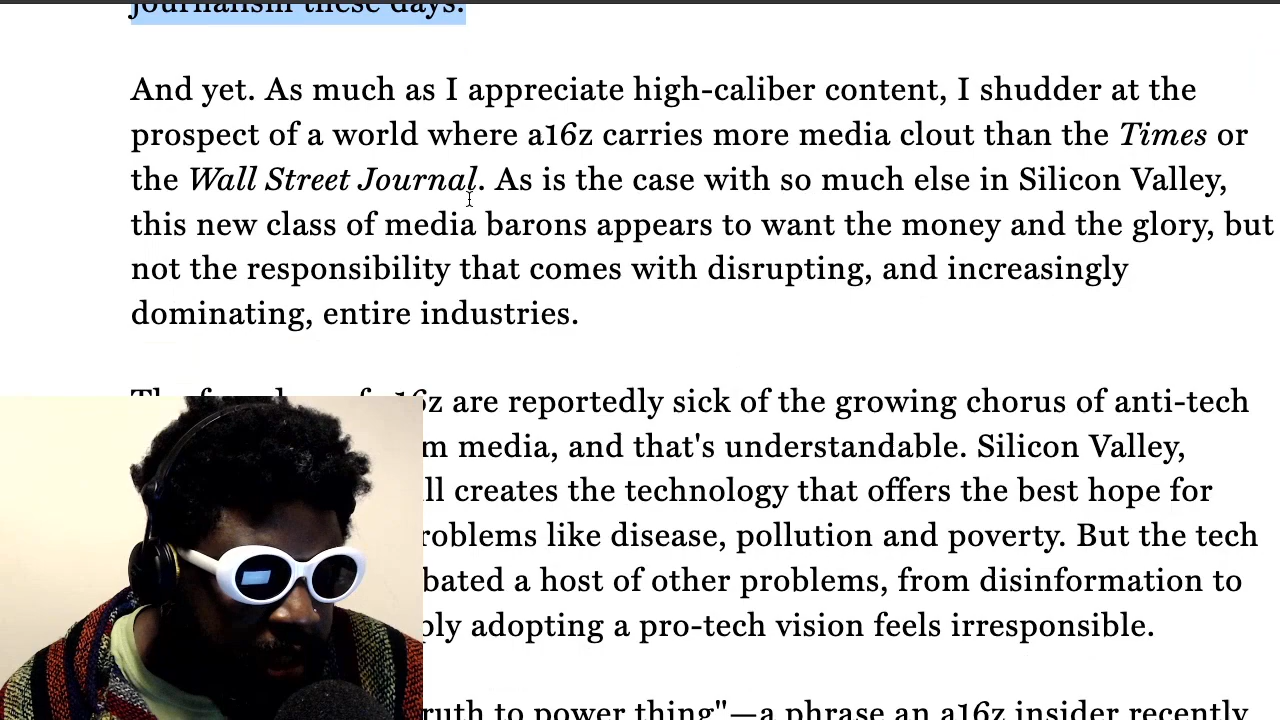 journalism these days.
And yet. As much as I appreciate high-caliber content, I shudder at the
prospect of a world where a16z carries more media clout than the Times or
the Wall Street Journal. As is the case with so much else in Silicon Valley,
this new class of media barons appears to want the money and the glory, but
not the responsibility that comes with disrupting, and increasingly
dominating, entire industries.
are reportedly sick of the growing chorus of anti-tech
media, and that's understandable. Silicon Valley,
creates the technology that offers the best hope for
like disease, pollution and poverty. But the tech
a host of other problems, from disinformation to
adopting a pro-tech vision feels irresponsible.
to power thing"—a phrase an a16z insider recently